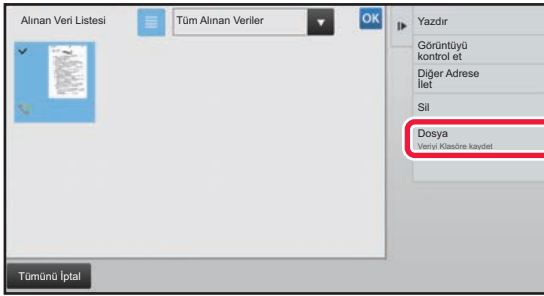 Alınan Veri Listesi
Tüm Alınan Veriler
OK
Yazdır
Görüntüyü
kontrol et
Diğer Adrese
İlet
Sil
Dosya
Veriyi Klasöre kaydet
Tümünü İptal